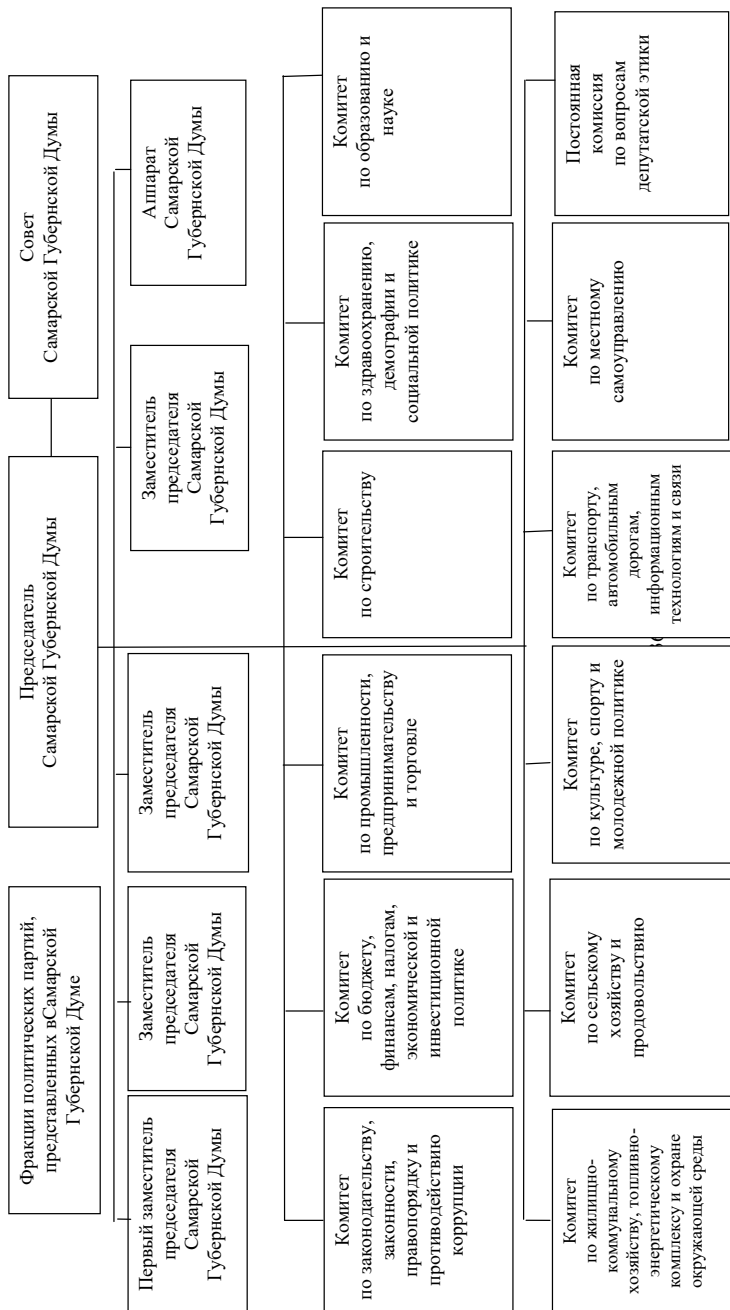 Фракции политических партий,
представленных вСамарской
Губернской Думе
Председатель
Самарской Губернской Думы
Совет
Самарской Губернской Думы
Первый заместитель
председателя
Самарской
Губернской Думы
Заместитель
председателя
Самарской
Губернской Думы
Заместитель
председателя
Самарской
Губернской Думы
Заместитель
председателя
Самарской
Губернской Думы
Аппарат
Самарской
Губернской Думы
Комитет
по законодательству,
законности,
правопорядку и
противодействию
коррупции
Комитет
по бюджету,
финансам, налогам,
экономической и
инвестиционной
политике
Комитет
по промышленности,
предпринимательству
и торговле
Комитет
по строительству
Комитет
по здравоохранению,
демографии и
социальной политике
Комитет
по образованию и
науке
Комитет
по жилищно-
коммунальному
хозяйству, топливно-
энергетическому
комплексу и охране
окружающей среды
Комитет
по сельскому
хозяйству и
продовольствию
Комитет
по культуре, спорту и
молодежной политике
Комитет
по транспорту,
автомобильным
дорогам,
информационным
технологиям и связи
Комитет
по местному
самоуправлению
Постоянная
комиссия
по вопросам
депутатской этики